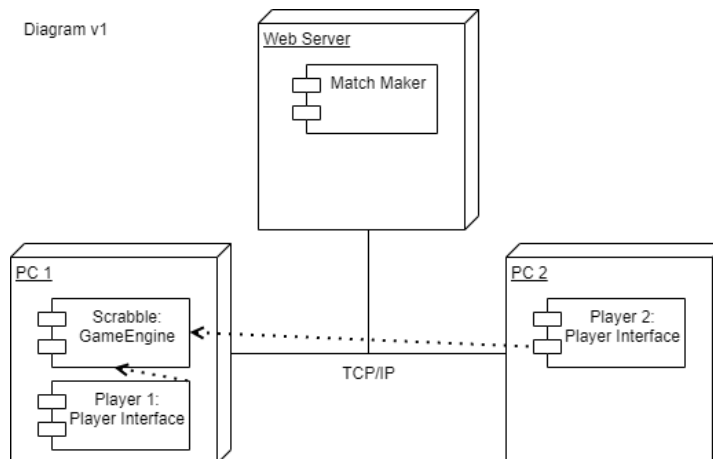 Diagram v1
Web Server
Match Maker
PC 1
Scrabble:
GameEngine
Player 1:
Player Interface
TCP/IP
PC 2
Player 2:
Player Interface